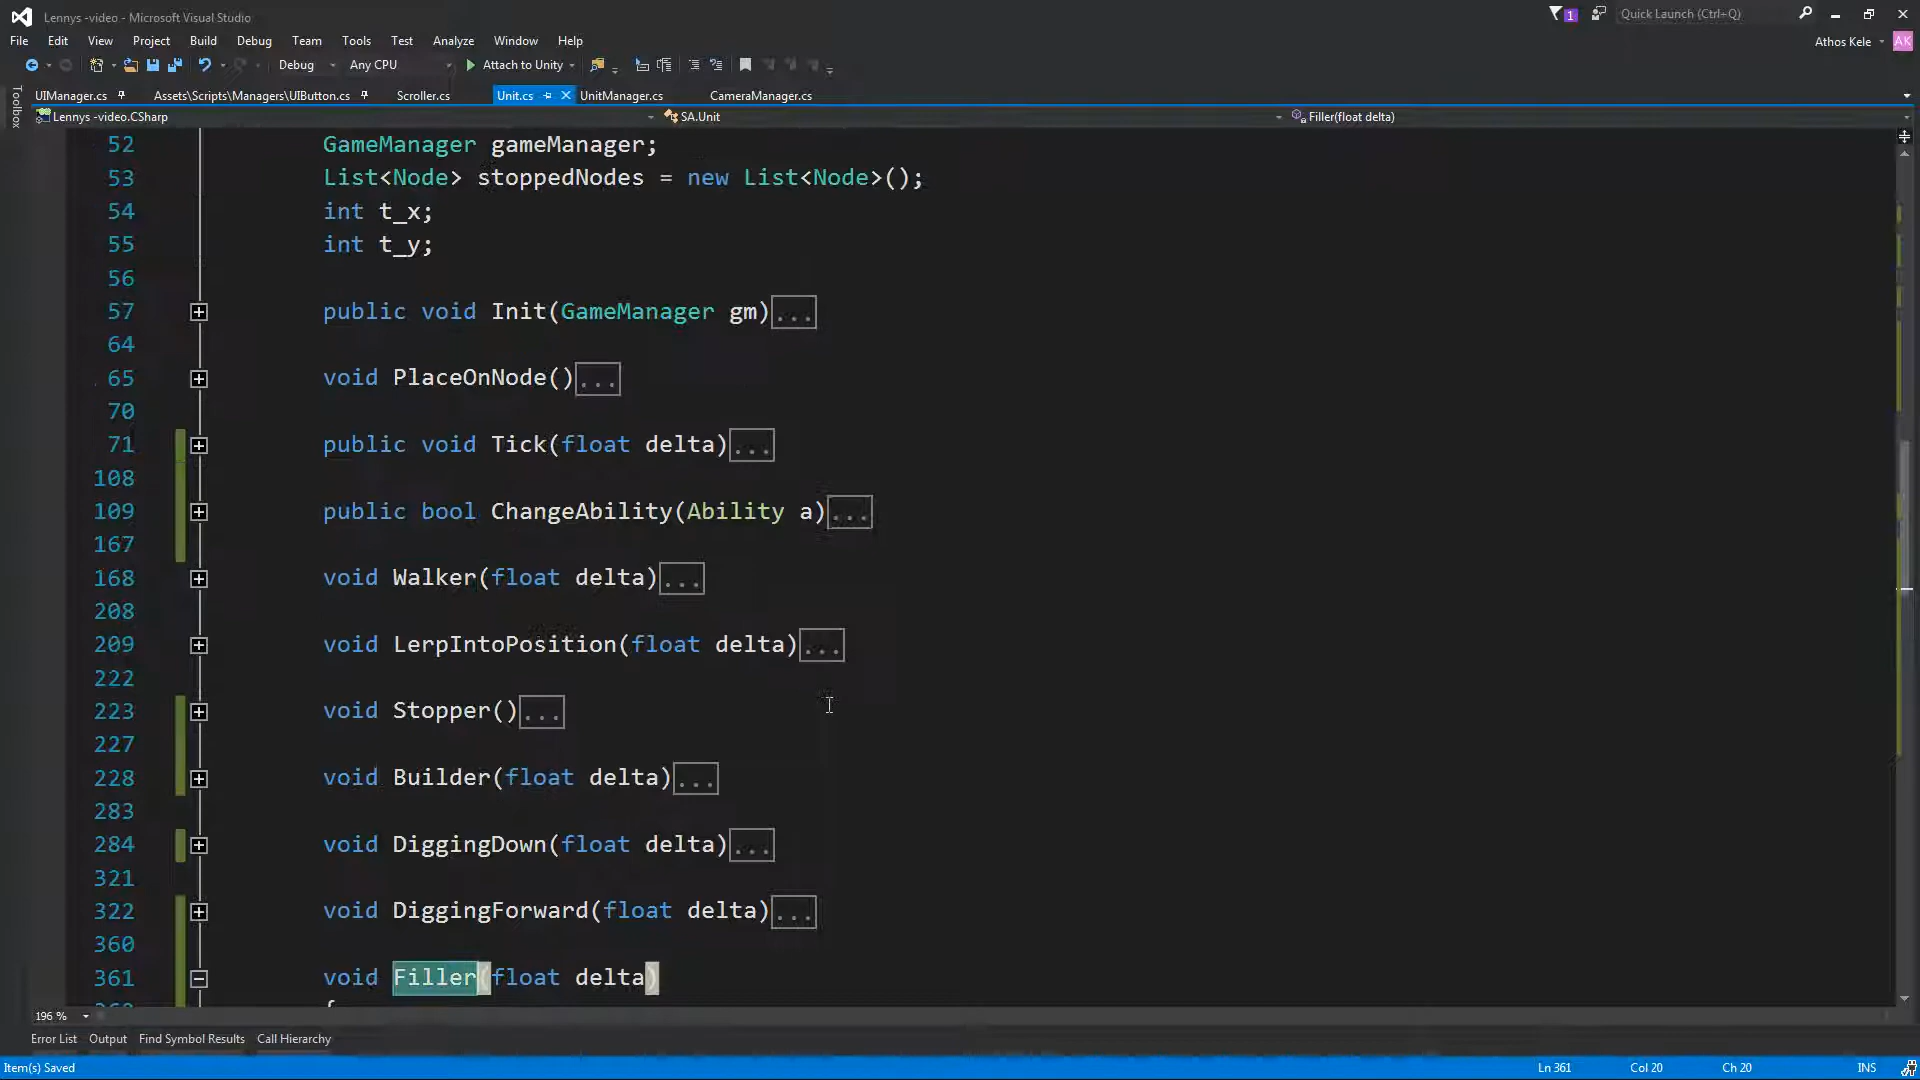 Lennys -video - Microsoft Visual Studio
1
Quick Launch (Ctrl+Q)
File Edit View Project Build Debug Team Tools Test Analyze Window Help
Athos Kele AK
Debug Any CPU Attach to Unity
Toolbox
UIManager.cs Assets\Scripts\Managers\UIButton.cs Scroller.cs Unit.cs UnitManager.cs CameraManager.cs
Lennys -video.CSharp SA.Unit Filler(float delta)
52 GameManager gameManager;
53 List<Node> stoppedNodes = new List<Node>();
54 int t_x;
55 int t_y;
56
57 public void Init(GameManager gm)...
64
65 void PlaceOnNode()...
70
71 public void Tick(float delta)...
108
109 public bool ChangeAbility(Ability a)...
167
168 void Walker(float delta)...
208
209 void LerpIntoPosition(float delta)...
222
223 void Stopper()...
227
228 void Builder(float delta)...
283
284 void DiggingDown(float delta)...
321
322 void DiggingForward(float delta)...
360
361 void Filler(float delta)
{
196 %
Error List Output Find Symbol Results Call Hierarchy
Item(s) Saved Ln 361 Col 20 Ch 20 INS